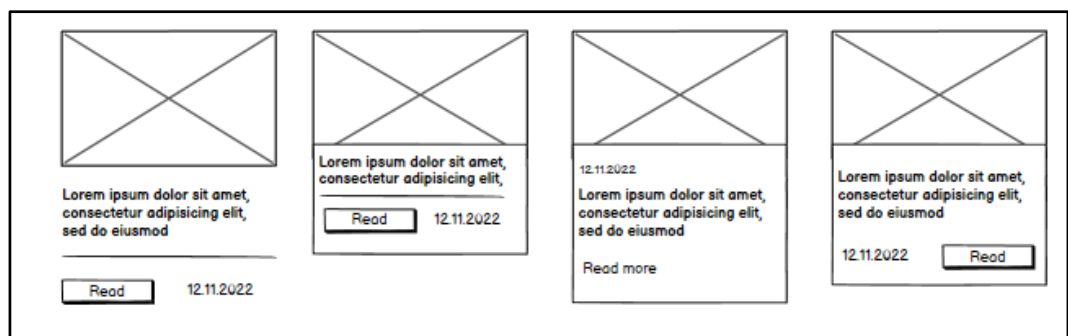 Lorem ipsum dolor sit amet,
consectetur adipisicing elit,
sed do eiusmod
Read
12.11.2022
Lorem ipsum dolor sit amet,
consectetur adipisicing elit,
Read
12.11.2022
12.11.2022
Lorem ipsum dolor sit amet,
consectetur adipisicing elit,
sed do eiusmod
Read more
Lorem ipsum dolor sit amet,
consectetur adipisicing elit,
sed do eiusmod
12.11.2022
Read